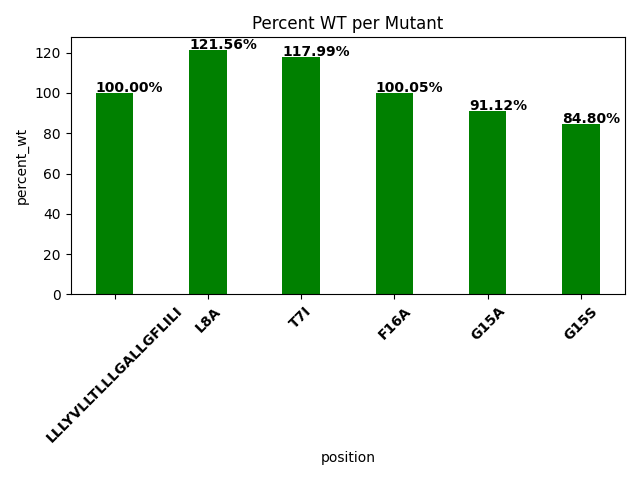 Percent WT per Mutant
percent_wt
120
100
80
60
40
20
0
100.00%
121.56%
117.99%
100.05%
91.12%
84.80%
LLLYVLLTLLLGALLGFLILI
L8A
T7I
F16A
G15A
G15S
position